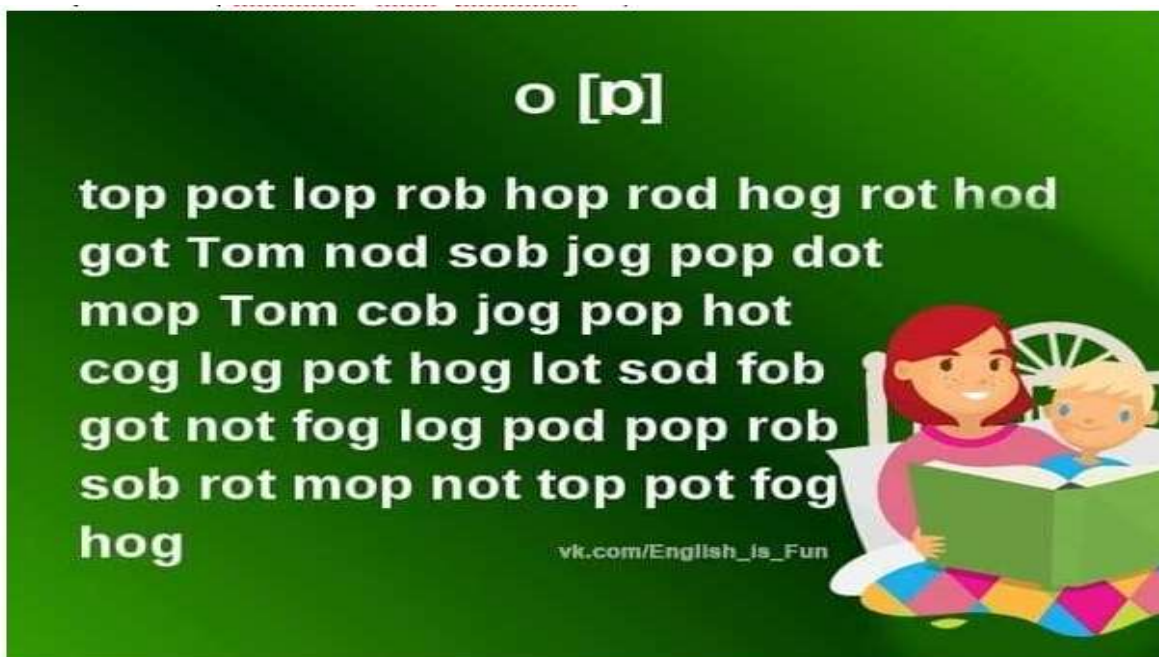 o [ɒ]
top pot lop rob hop rod hog rot hod
got Tom nod sob jog pop dot
mop Tom cob jog pop hot
cog log pot hog lot sod fob
got not fog log pod pop rob
sob rot mop not top pot fog
hog
vk.com/English_is_Fun